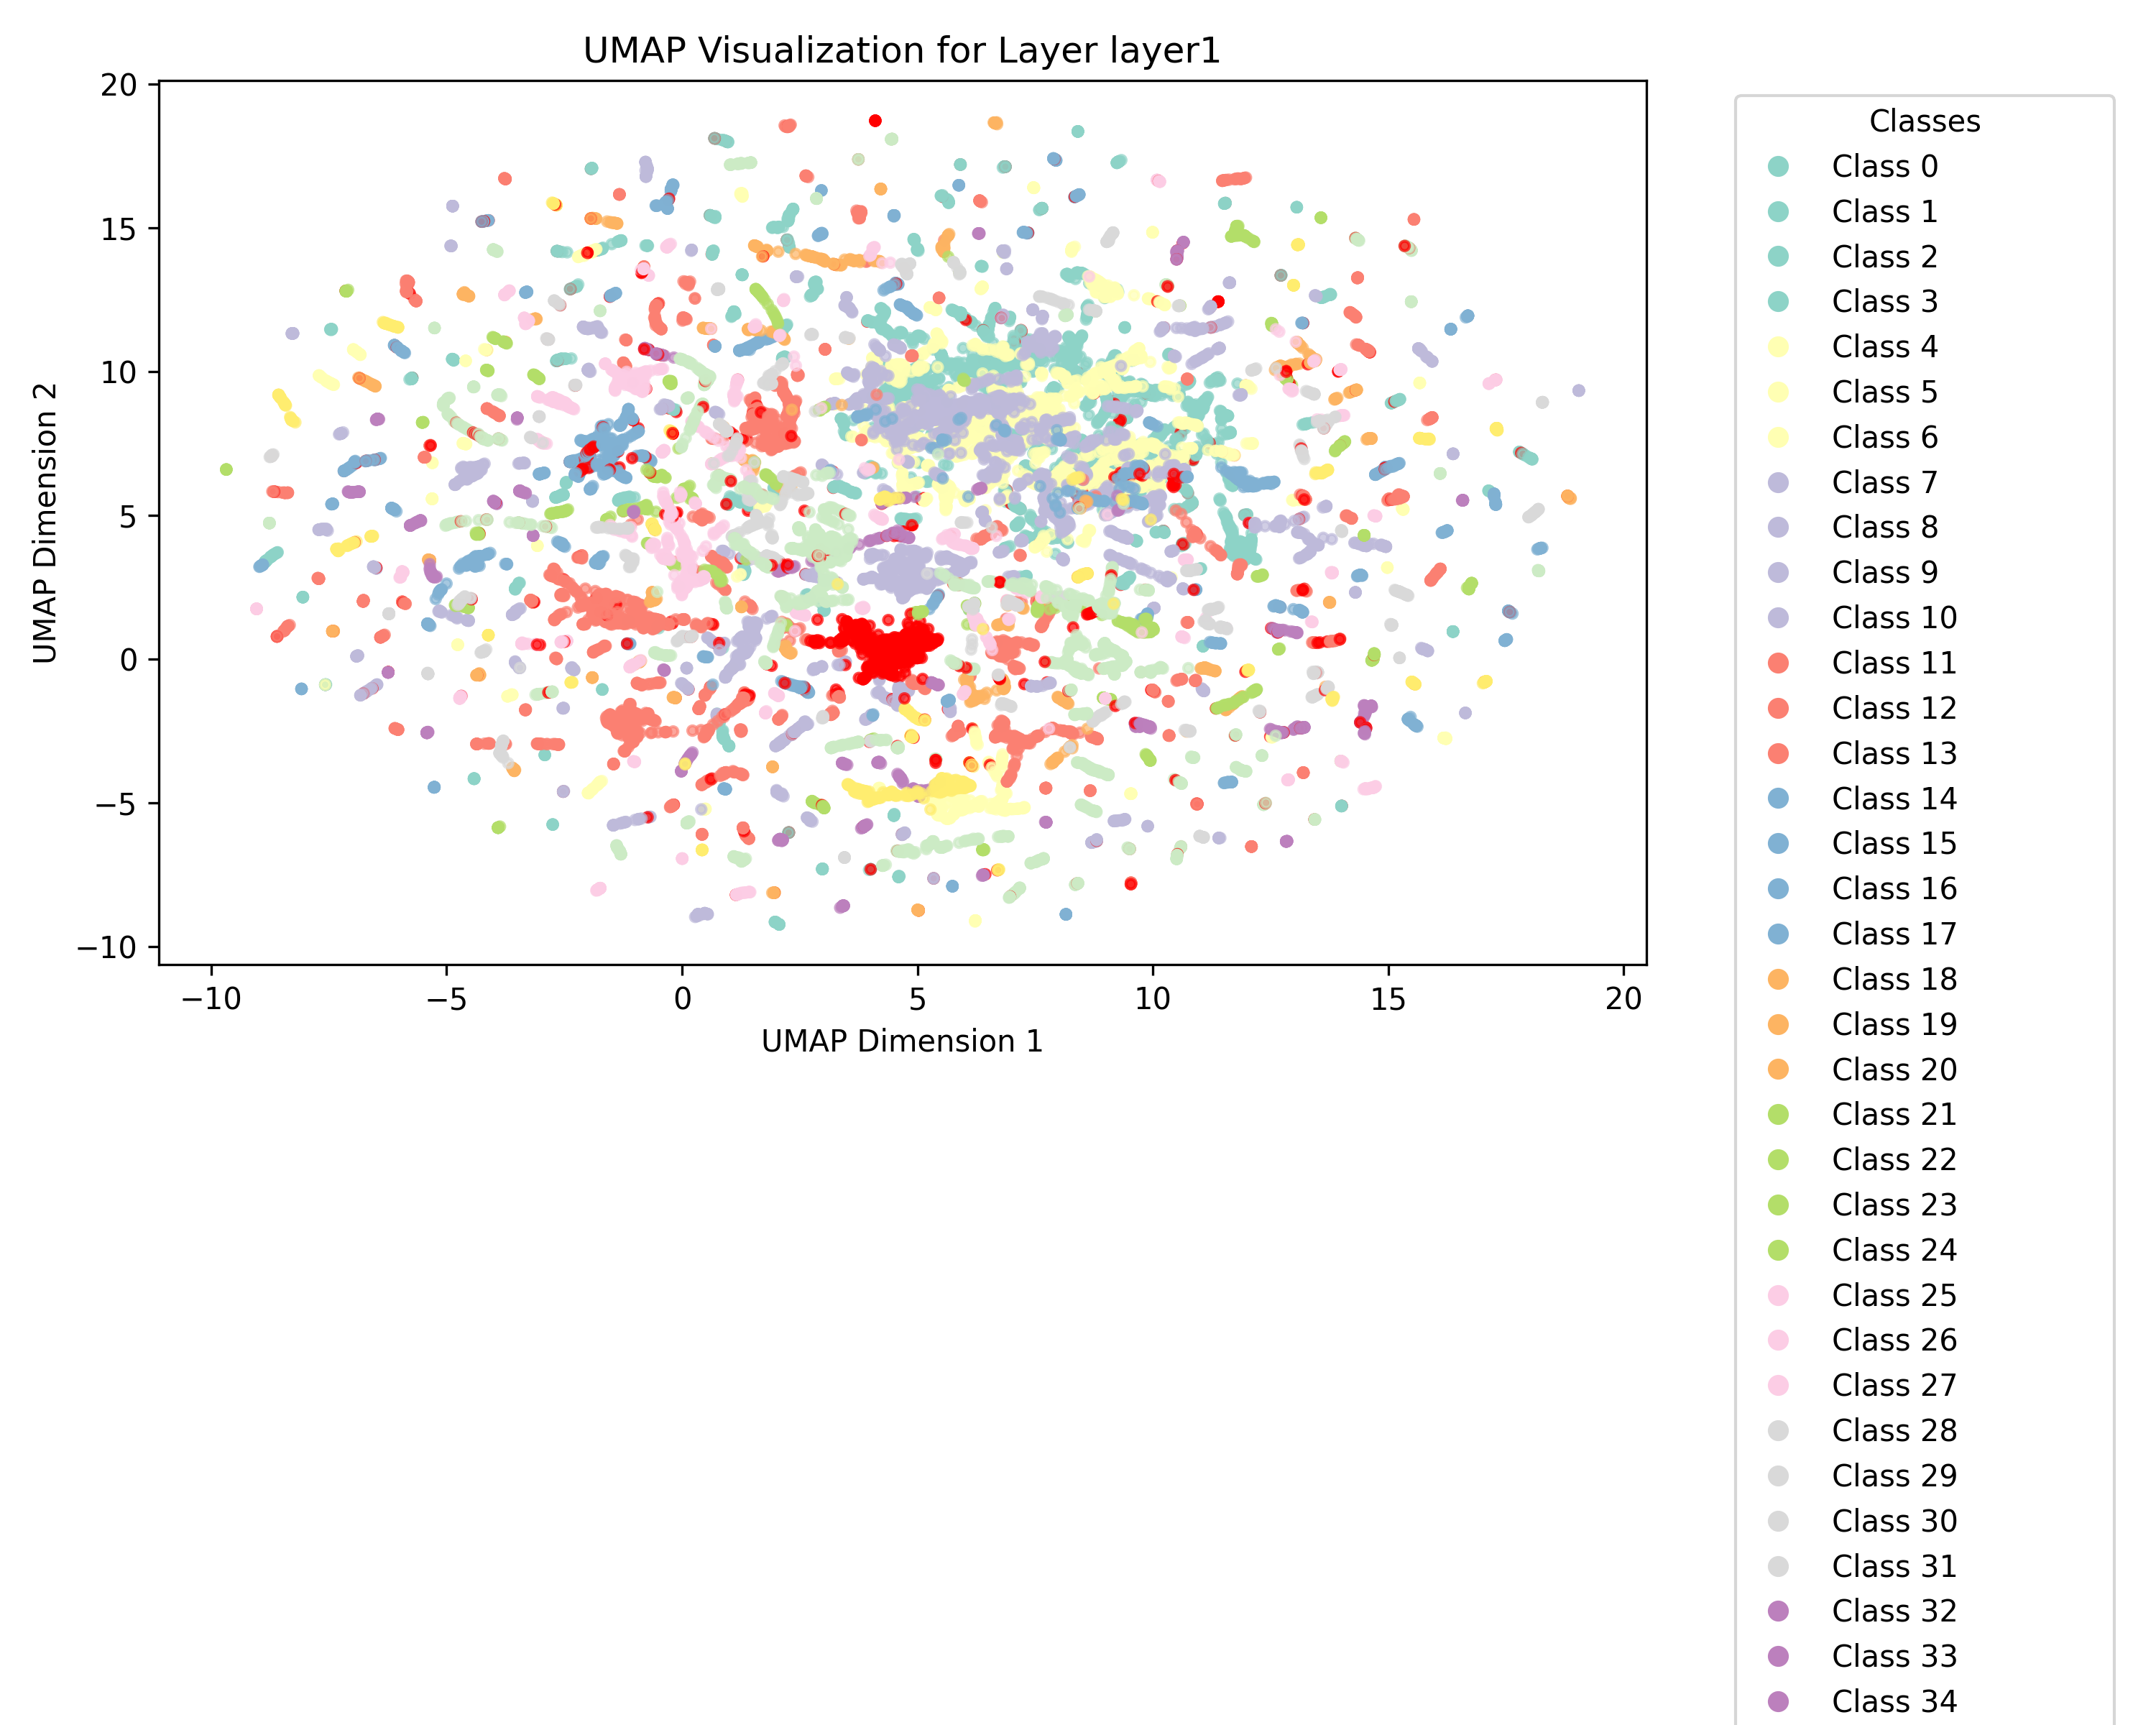 UMAP Visualization for Layer layer1
20
15
10
5
0
−5
−10
UMAP Dimension 2
−10 −5 0 5 10 15 20
UMAP Dimension 1
Classes
Class 0
Class 1
Class 2
Class 3
Class 4
Class 5
Class 6
Class 7
Class 8
Class 9
Class 10
Class 11
Class 12
Class 13
Class 14
Class 15
Class 16
Class 17
Class 18
Class 19
Class 20
Class 21
Class 22
Class 23
Class 24
Class 25
Class 26
Class 27
Class 28
Class 29
Class 30
Class 31
Class 32
Class 33
Class 34